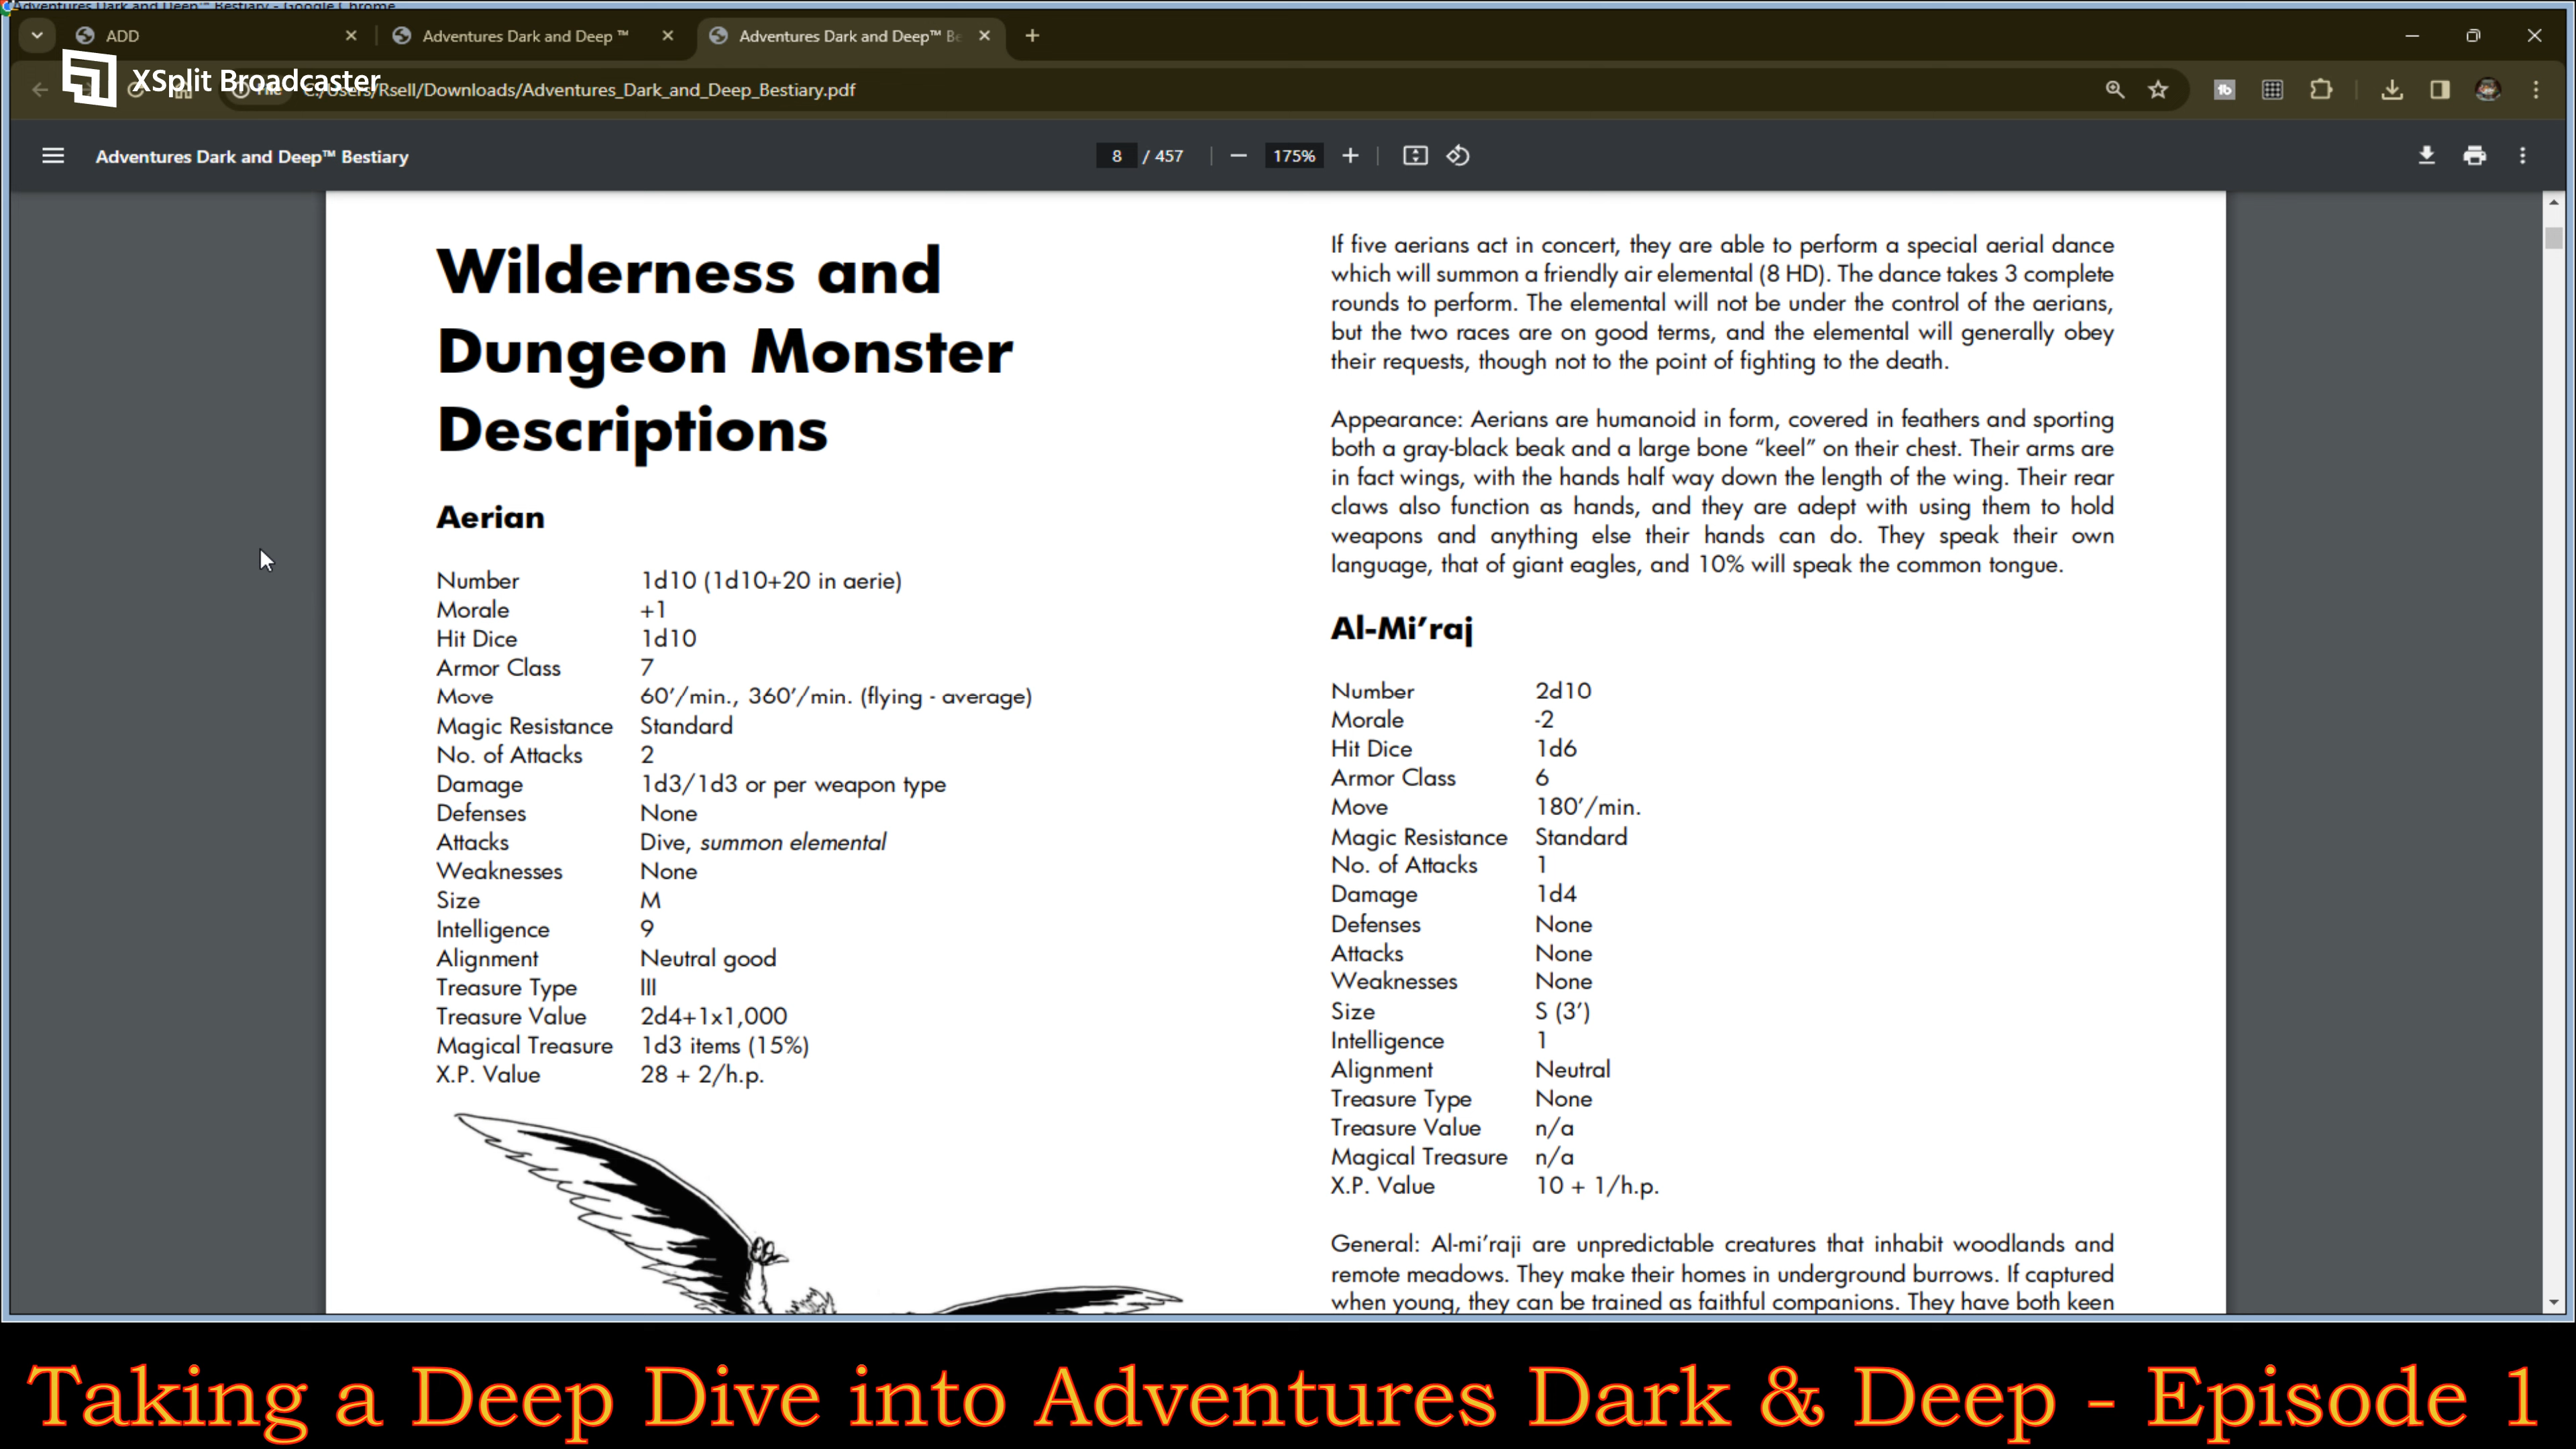 Adventures Dark and Deep™ Bestiary - Google Chrome
ADD
Adventures Dark and Deep ™
Adventures Dark and Deep™ Be
XSplit Broadcaster
C:/Users/Rsell/Downloads/Adventures_Dark_and_Deep_Bestiary.pdf
Adventures Dark and Deep™ Bestiary
8 / 457
175%
Wilderness and
Dungeon Monster
Descriptions
Aerian
Number 1d10 (1d10+20 in aerie)
Morale +1
Hit Dice 1d10
Armor Class 7
Move 60'/min., 360'/min. (flying - average)
Magic Resistance Standard
No. of Attacks 2
Damage 1d3/1d3 or per weapon type
Defenses None
Attacks Dive, summon elemental
Weaknesses None
Size M
Intelligence 9
Alignment Neutral good
Treasure Type III
Treasure Value 2d4+1x1,000
Magical Treasure 1d3 items (15%)
X.P. Value 28 + 2/h.p.
If five aerians act in concert, they are able to perform a special aerial dance
which will summon a friendly air elemental (8 HD). The dance takes 3 complete
rounds to perform. The elemental will not be under the control of the aerians,
but the two races are on good terms, and the elemental will generally obey
their requests, though not to the point of fighting to the death.
Appearance: Aerians are humanoid in form, covered in feathers and sporting
both a gray-black beak and a large bone “keel” on their chest. Their arms are
in fact wings, with the hands half way down the length of the wing. Their rear
claws also function as hands, and they are adept with using them to hold
weapons and anything else their hands can do. They speak their own
language, that of giant eagles, and 10% will speak the common tongue.
Al-Mi’raj
Number 2d10
Morale -2
Hit Dice 1d6
Armor Class 6
Move 180'/min.
Magic Resistance Standard
No. of Attacks 1
Damage 1d4
Defenses None
Attacks None
Weaknesses None
Size S (3')
Intelligence 1
Alignment Neutral
Treasure Type None
Treasure Value n/a
Magical Treasure n/a
X.P. Value 10 + 1/h.p.
General: Al-mi’raji are unpredictable creatures that inhabit woodlands and
remote meadows. They make their homes in underground burrows. If captured
when young, they can be trained as faithful companions. They have both keen
Taking a Deep Dive into Adventures Dark & Deep - Episode 1